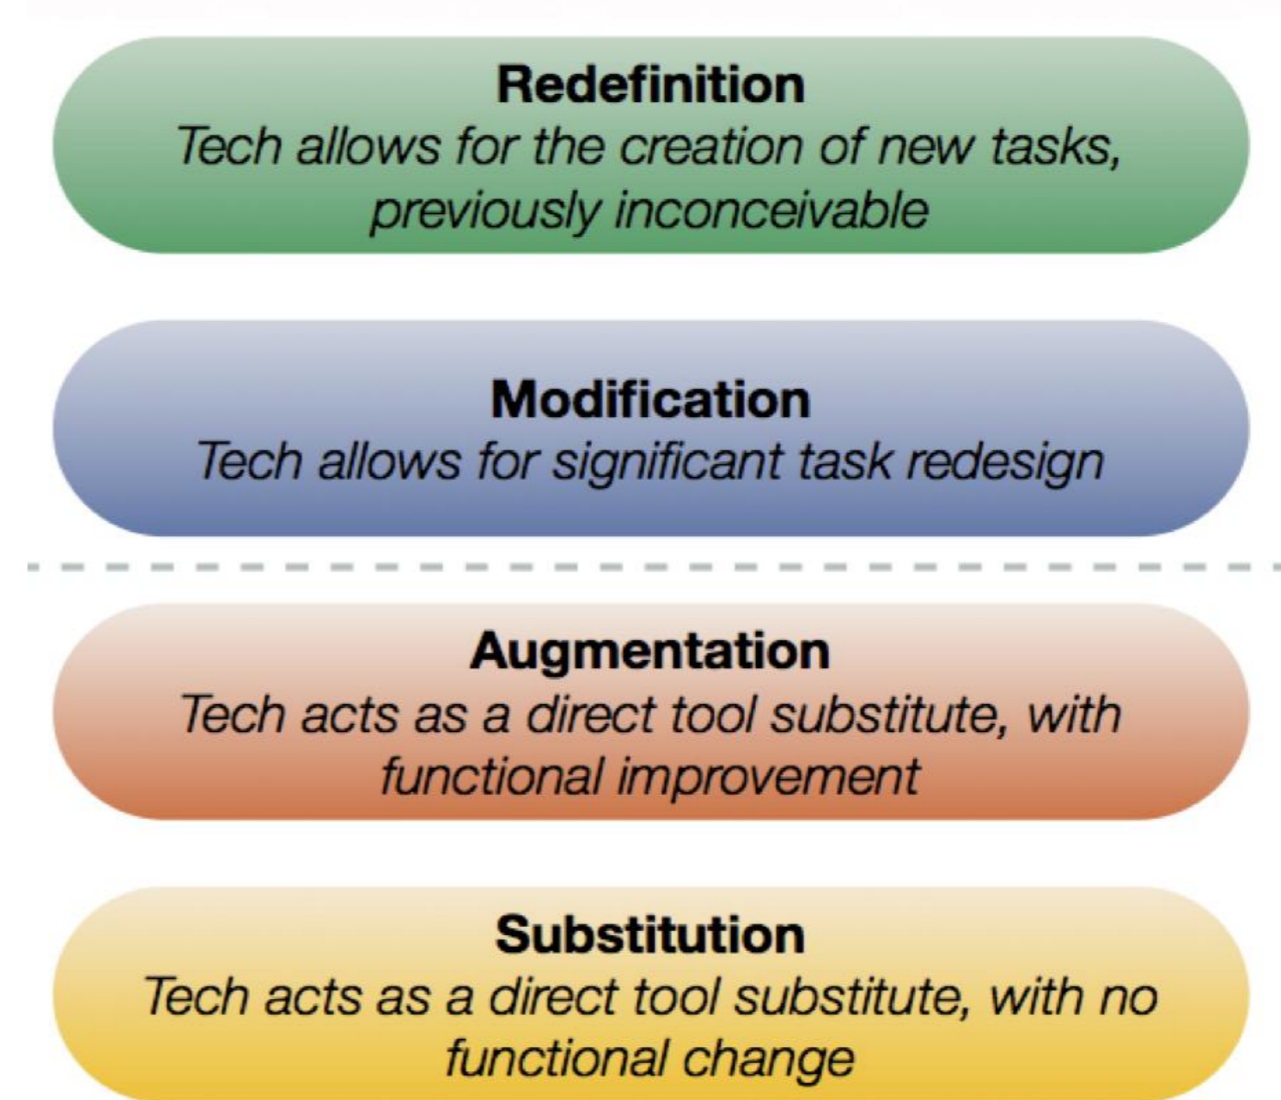 Redefinition
Tech allows for the creation of new tasks,
previously inconceivable
Modification
Tech allows for significant task redesign
Augmentation
Tech acts as a direct tool substitute, with
functional improvement
Substitution
Tech acts as a direct tool substitute, with no
functional change